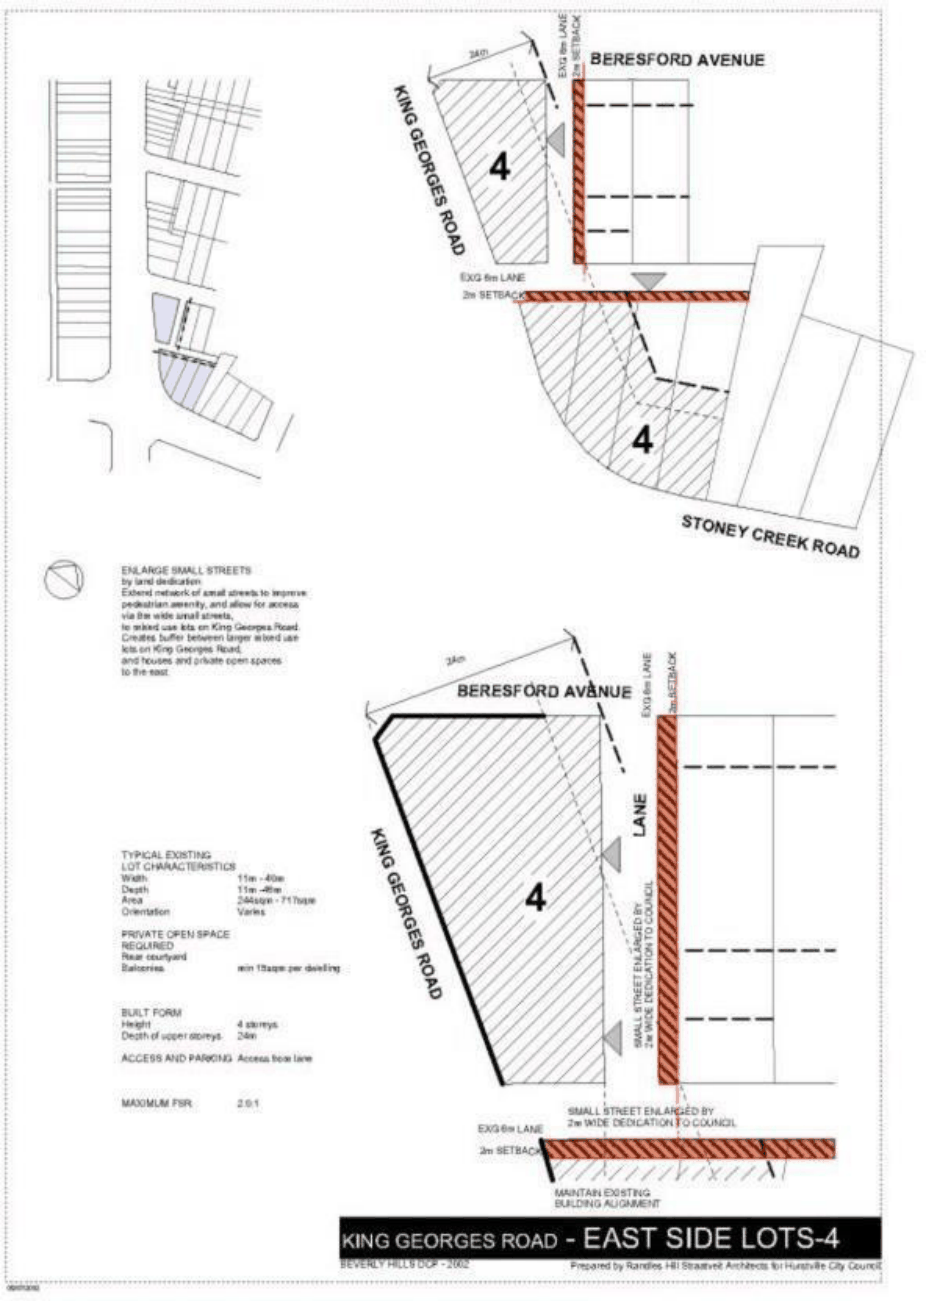 24m
EXG 6m LANE
2m SETBACK
BERESFORD AVENUE
KING GEORGES ROAD
4
EXG 6m LANE
2m SETBACK
4
STONEY CREEK ROAD
ENLARGE SMALL STREETS
by land dedication
Extend network of small streets to improve
pedestrian amenity, and allow for access
via the wide small streets,
to mixed use lots on King Georges Road.
Creates buffer between larger mixed use
lots on King Georges Road,
and houses and private open spaces
to the east.
24m
BERESFORD AVENUE
EXG 6m LANE
2m SETBACK
KING GEORGES ROAD
4
LANE
SMALL STREET ENLARGED BY
2m WIDE DEDICATION TO COUNCIL
TYPICAL EXISTING
LOT CHARACTERISTICS
Width 11m - 40m
Depth 11m -46m
Area 244sqm - 717sqm
Orientation Varies
PRIVATE OPEN SPACE
REQUIRED
Rear courtyard
Balconies min 15sqm per dwelling
BUILT FORM
Height 4 storeys
Depth of upper storeys 24m
ACCESS AND PARKING Access from lane
MAXIMUM FSR 2.0:1
SMALL STREET ENLARGED BY
2m WIDE DEDICATION TO COUNCIL
EXG 6m LANE
2m SETBACK
MAINTAIN EXISTING
BUILDING ALIGNMENT
KING GEORGES ROAD - EAST SIDE LOTS-4
BEVERLY HILLS DCP - 2002 Prepared by Randles Hill Straatveit Architects for Hurstville City Council